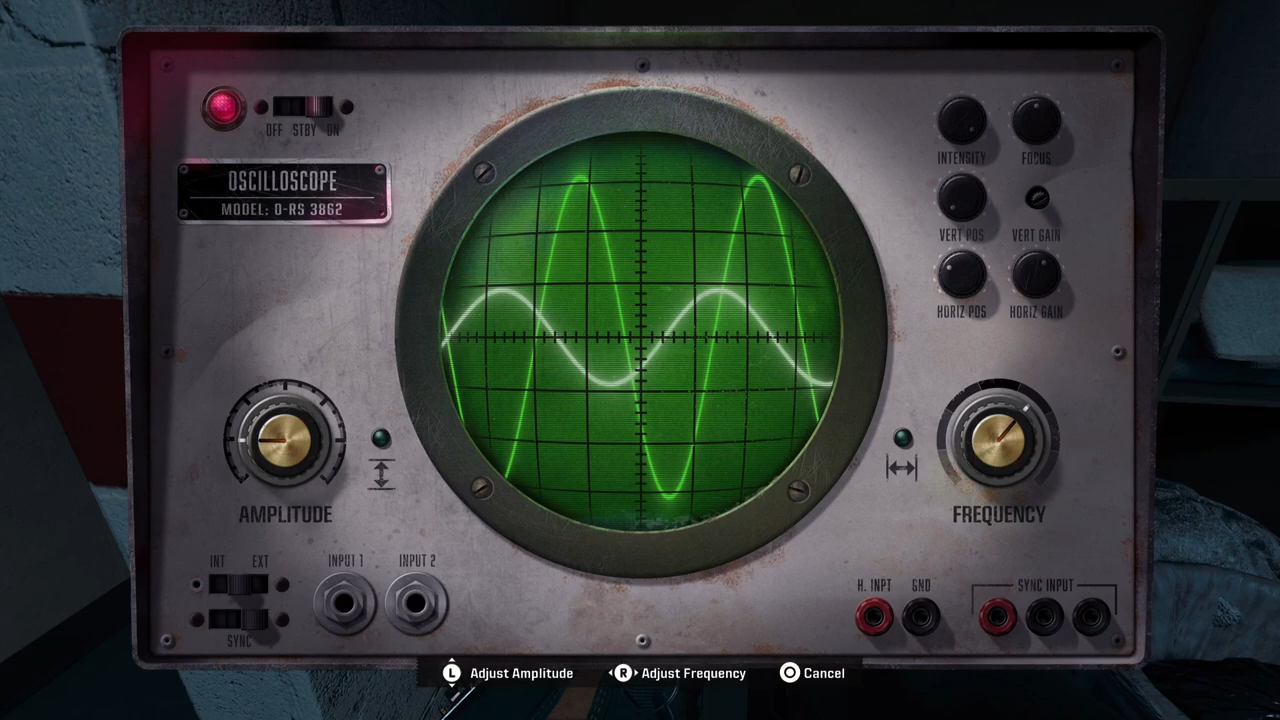 OFF STBY ON
OSCILLOSCOPE
MODEL: O-RS 3862
INTENSITY FOCUS
VERT POS VERT GAIN
HORIZ POS HORIZ GAIN
AMPLITUDE
FREQUENCY
INT EXT
INPUT 1 INPUT 2
SYNC
H. INPT GND
SYNC INPUT
L Adjust Amplitude R Adjust Frequency Cancel